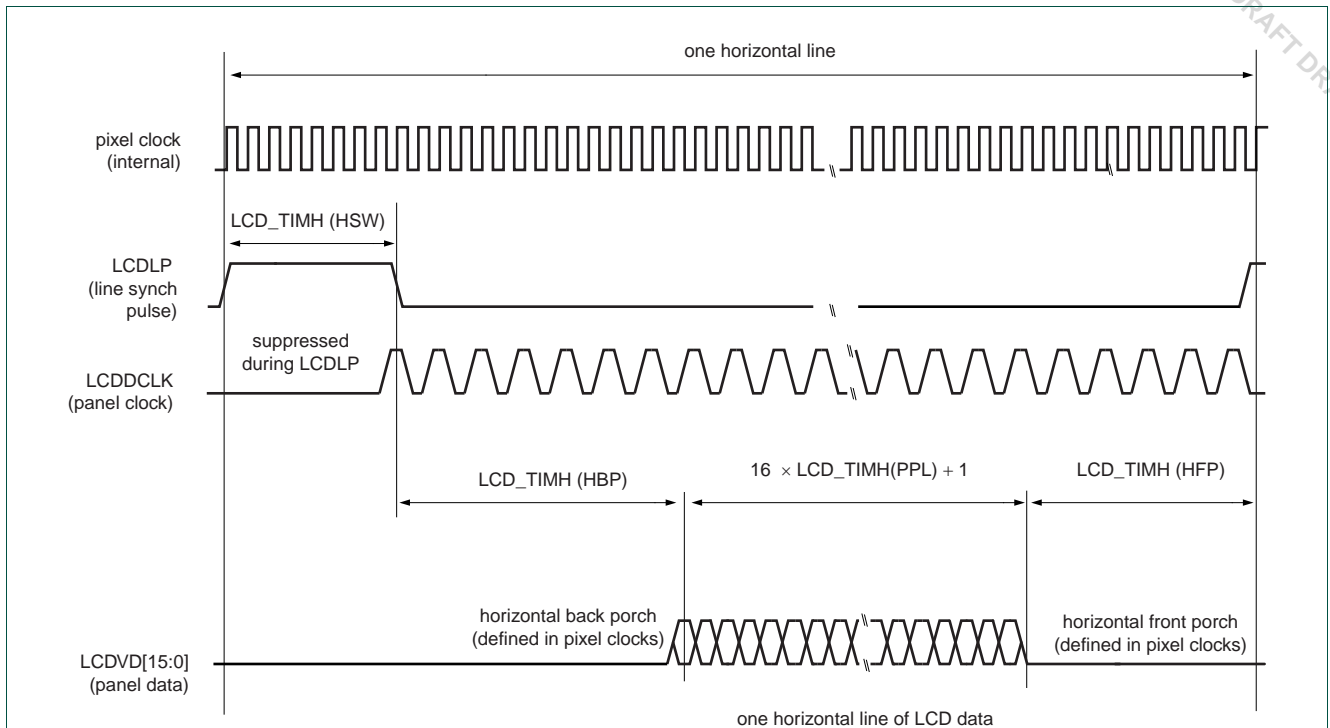 DRAFT DRA
one horizontal line
pixel clock
(internal)
LCD_TIMH (HSW)
LCDLP
(line synch
pulse)
suppressed
during LCDLP
LCDDCLK
(panel clock)
LCD_TIMH (HBP)
16 × LCD_TIMH(PPL) + 1
LCD_TIMH (HFP)
horizontal back porch
(defined in pixel clocks)
horizontal front porch
(defined in pixel clocks)
LCDVD[15:0]
(panel data)
one horizontal line of LCD data